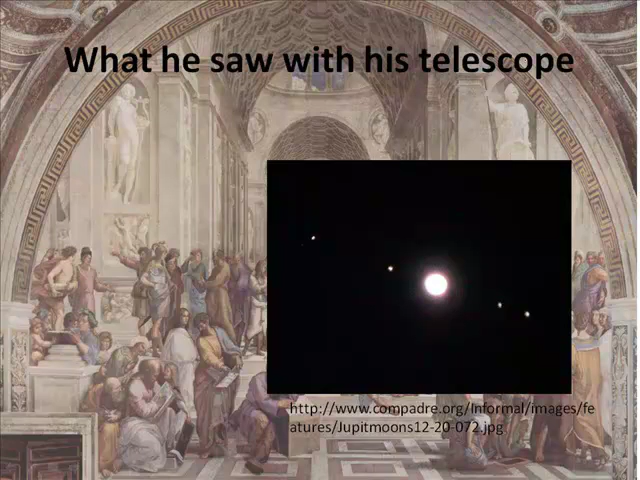 What he saw with his telescope
http://www.compadre.org/Informal/images/fe
atures/Jupitmoons12-20-072.jpg